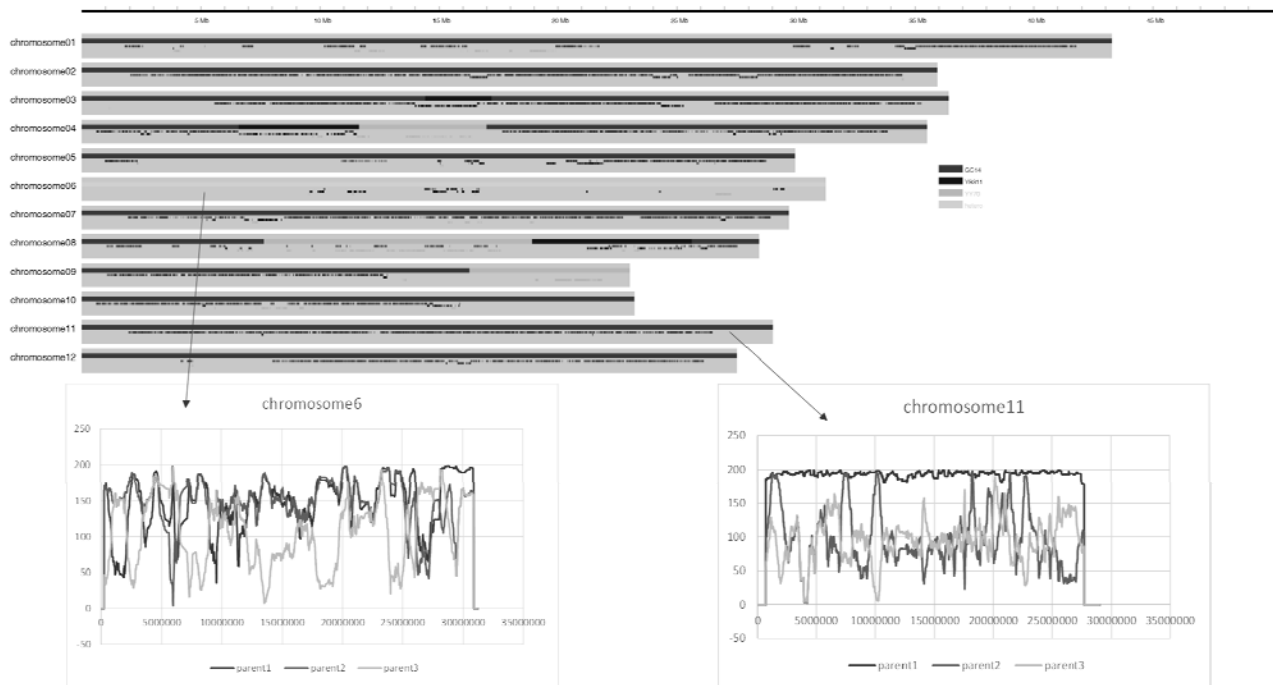 5 Mb 10 Mb 15 Mb 20 Mb 25 Mb 30 Mb 35 Mb 40 Mb 45 Mb
chromosome01
chromosome02
chromosome03
chromosome04
chromosome05
chromosome06
chromosome07
chromosome08
chromosome09
chromosome10
chromosome11
chromosome12
GC14
chromosome6
250
200
150
100
50
0
-50
0 5000000 10000000 15000000 20000000 25000000 30000000 35000000
parent1 parent2 parent3
chromosome11
250
200
150
100
50
0
-50
0 5000000 10000000 15000000 20000000 25000000 30000000 35000000
parent1 parent2 parent3